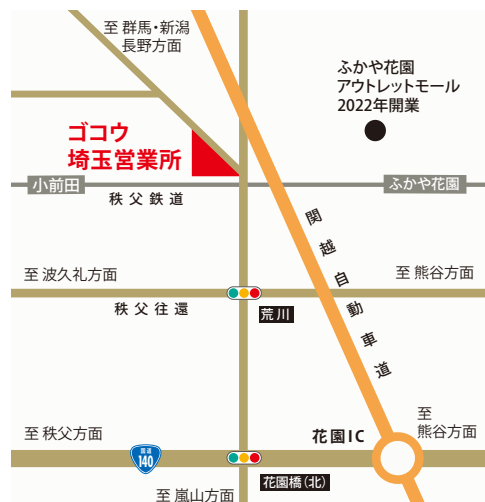 至 群馬・新潟
長野方面
ふかや花園
アウトレットモール
2022年開業
ゴコウ
埼玉営業所
小前田
ふかや花園
秩父鉄道
関越自動車道
至 波久礼方面
至 熊谷方面
秩父往還
荒川
至 秩父方面
国道
140
花園IC
至
熊谷方面
花園橋(北)
至 嵐山方面